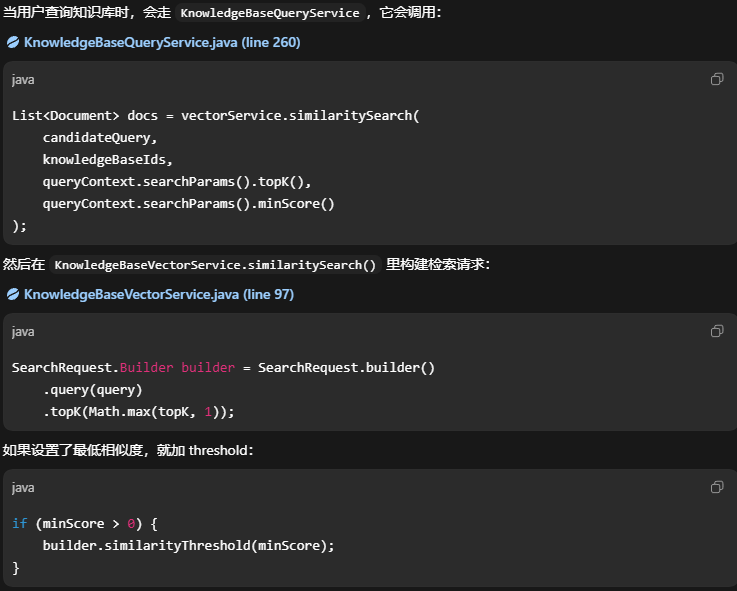 当用户查询知识库时，会走 KnowledgeBaseQueryService ，它会调用：
KnowledgeBaseQueryService.java (line 260)
java
List<Document> docs = vectorService.similaritySearch(
    candidateQuery,
    knowledgeBaseIds,
    queryContext.searchParams().topK(),
    queryContext.searchParams().minScore()
);
然后在 KnowledgeBaseVectorService.similaritySearch() 里构建检索请求：
KnowledgeBaseVectorService.java (line 97)
java
SearchRequest.Builder builder = SearchRequest.builder()
    .query(query)
    .topK(Math.max(topK, 1));
如果设置了最低相似度，就加 threshold：
java
if (minScore > 0) {
    builder.similarityThreshold(minScore);
}